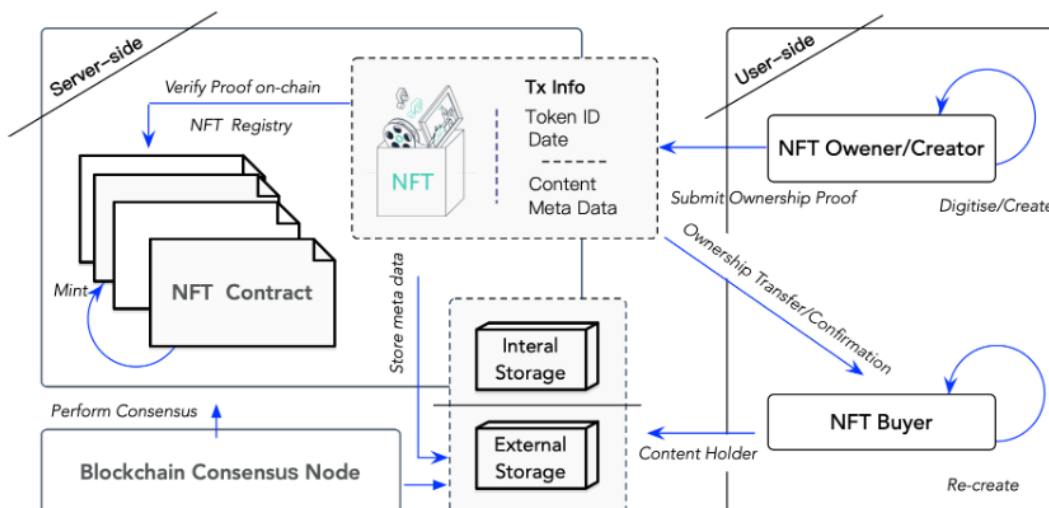 Server-side
User-side
Verify Proof on-chain
NFT Registry
Tx Info
Token ID
Date
Content
Meta Data
NFT
NFT Owener/Creator
Submit Ownership Proof
Digitise/Create
Mint
NFT Contract
Store meta data
Ownership Transfer/Confirmation
Interal
Storage
Perform Consensus
NFT Buyer
External
Storage
Content Holder
Blockchain Consensus Node
Re-create